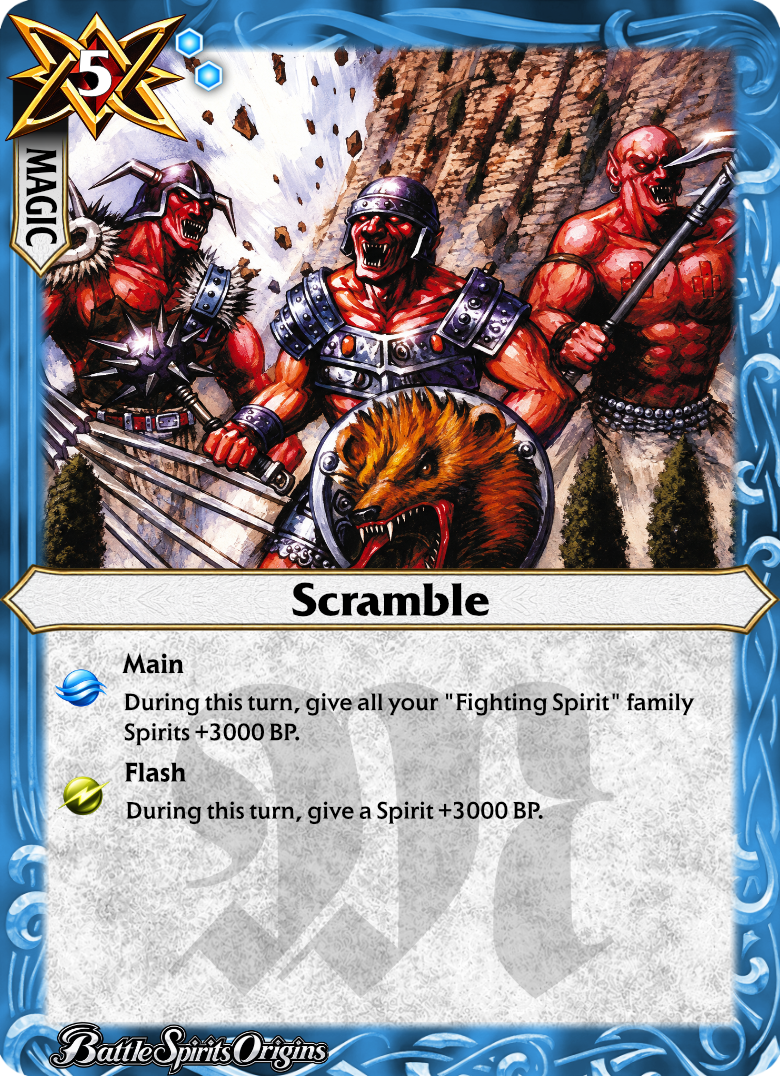 5
MAGIC
Scramble
Main
During this turn, give all your "Fighting Spirit" family
Spirits +3000 BP.
Flash
During this turn, give a Spirit +3000 BP.
Battle Spirits Origins